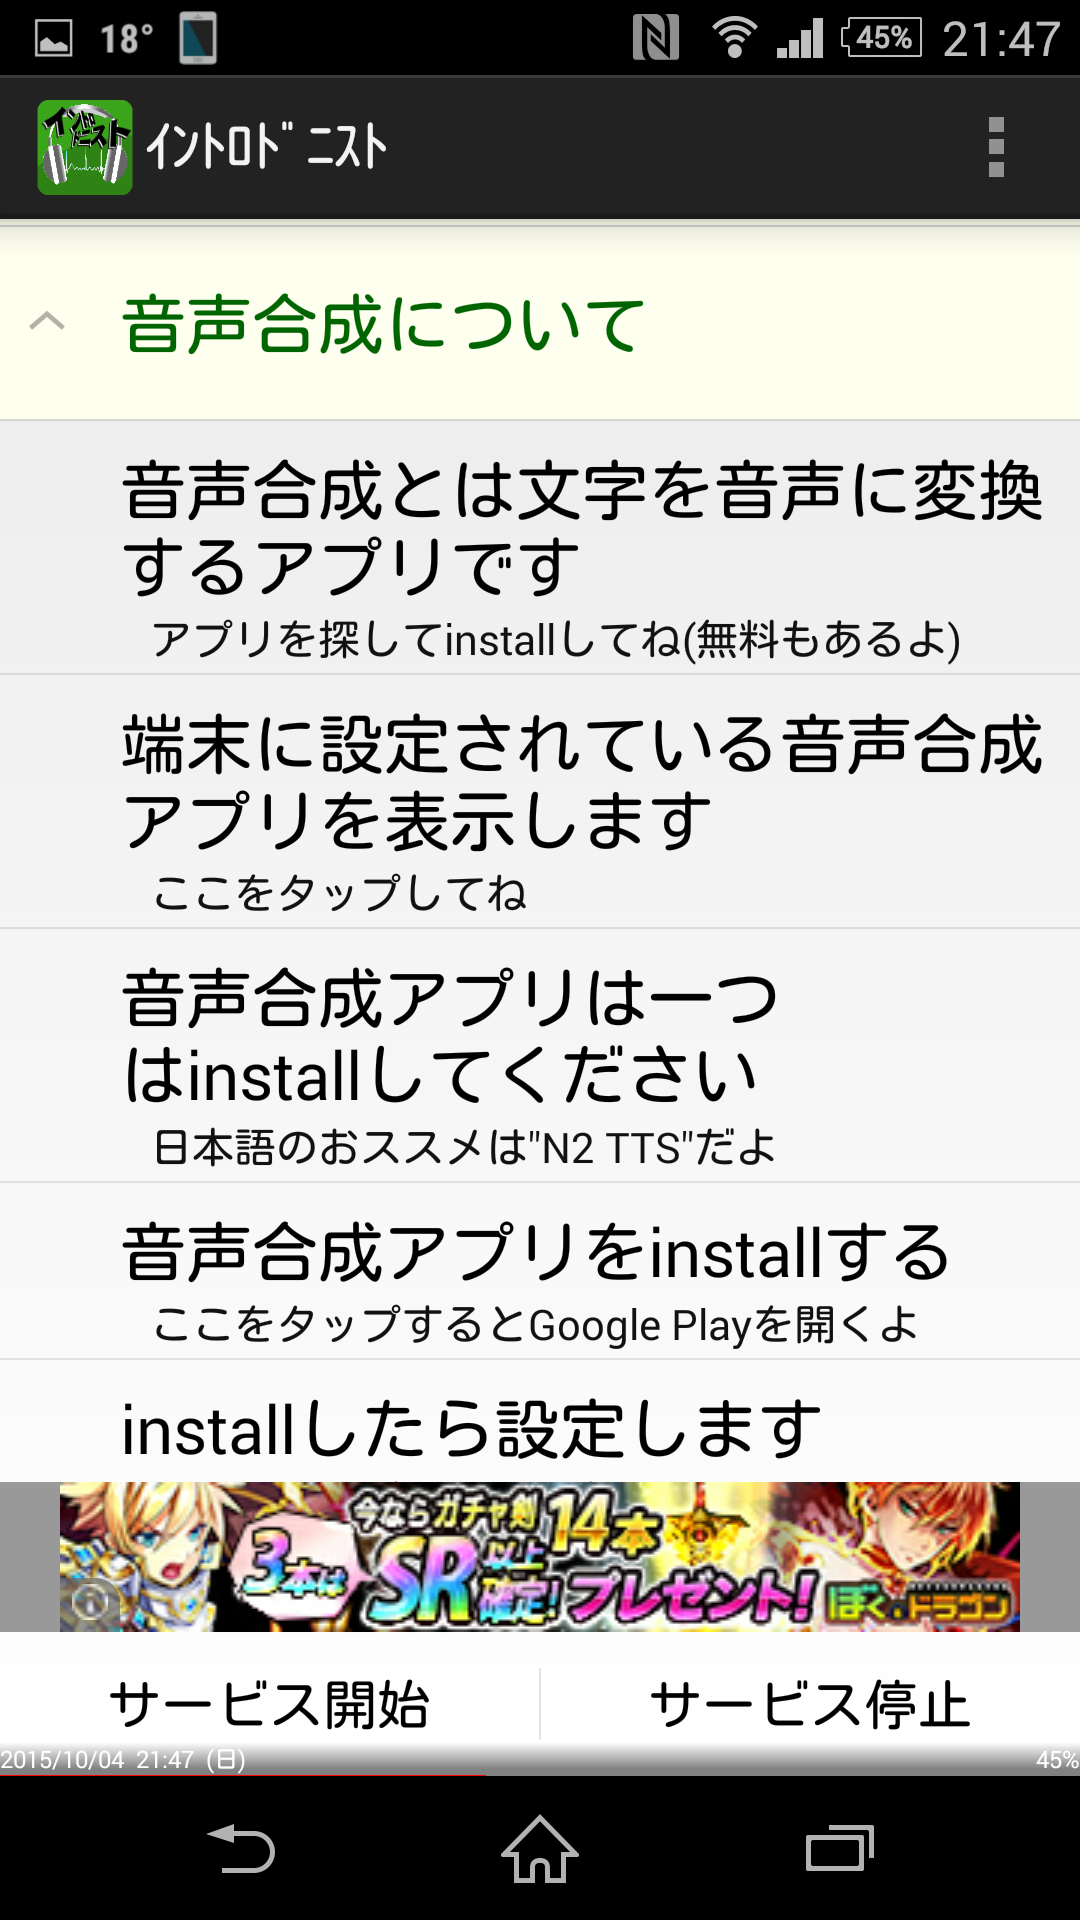 18°
45%
21:47
イントロドニスト
ｲﾝﾄﾛﾄﾞﾆｽﾄ
音声合成について
音声合成とは文字を音声に変換
するアプリです
アプリを探してinstallしてね(無料もあるよ)
端末に設定されている音声合成
アプリを表示します
ここをタップしてね
音声合成アプリは一つ
はinstallしてください
日本語のおススメは"N2 TTS"だよ
音声合成アプリをinstallする
ここをタップするとGoogle Playを開くよ
installしたら設定します
今ならガチャ剣14本
3本はSR以上確定!プレゼント!
ぼくとドラゴン
サービス開始
サービス停止
2015/10/04 21:47 (日)
45%